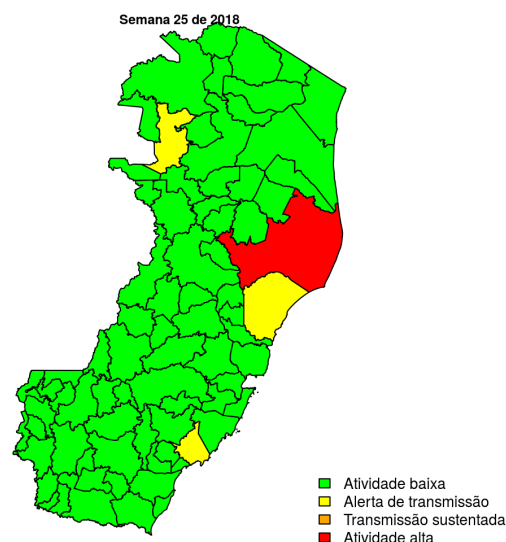 Semana 25 de 2018
Atividade baixa
Alerta de transmissão
Transmissão sustentada
Atividade alta